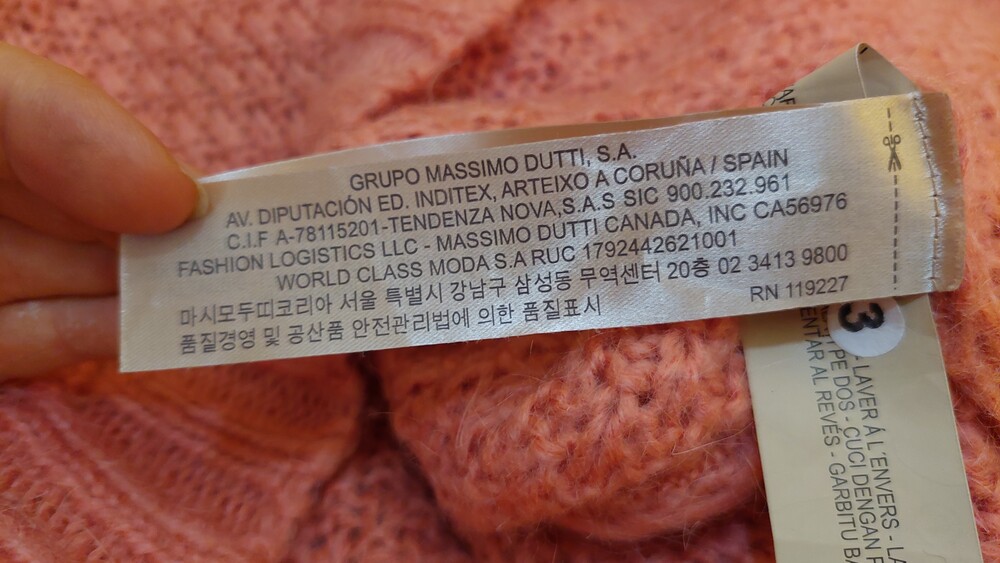 GRUPO MASSIMO DUTTI, S.A.
AV. DIPUTACIÓN ED. INDITEX, ARTEIXO A CORUÑA / SPAIN
C.I.F A-78115201-TENDENZA NOVA,S.A.S SIC 900.232.961
FASHION LOGISTICS LLC - MASSIMO DUTTI CANADA, INC CA56976
WORLD CLASS MODA S.A RUC 1792442621001
마시모두띠코리아 서울 특별시 강남구 삼성동 무역센터 20층 02 3413 9800
품질경영 및 공산품 안전관리법에 의한 품질표시
RN 119227
3
- LAVER Á L'ENVERS -
DOS - CUCI DENGAN
AL REVÉS - GARBITU